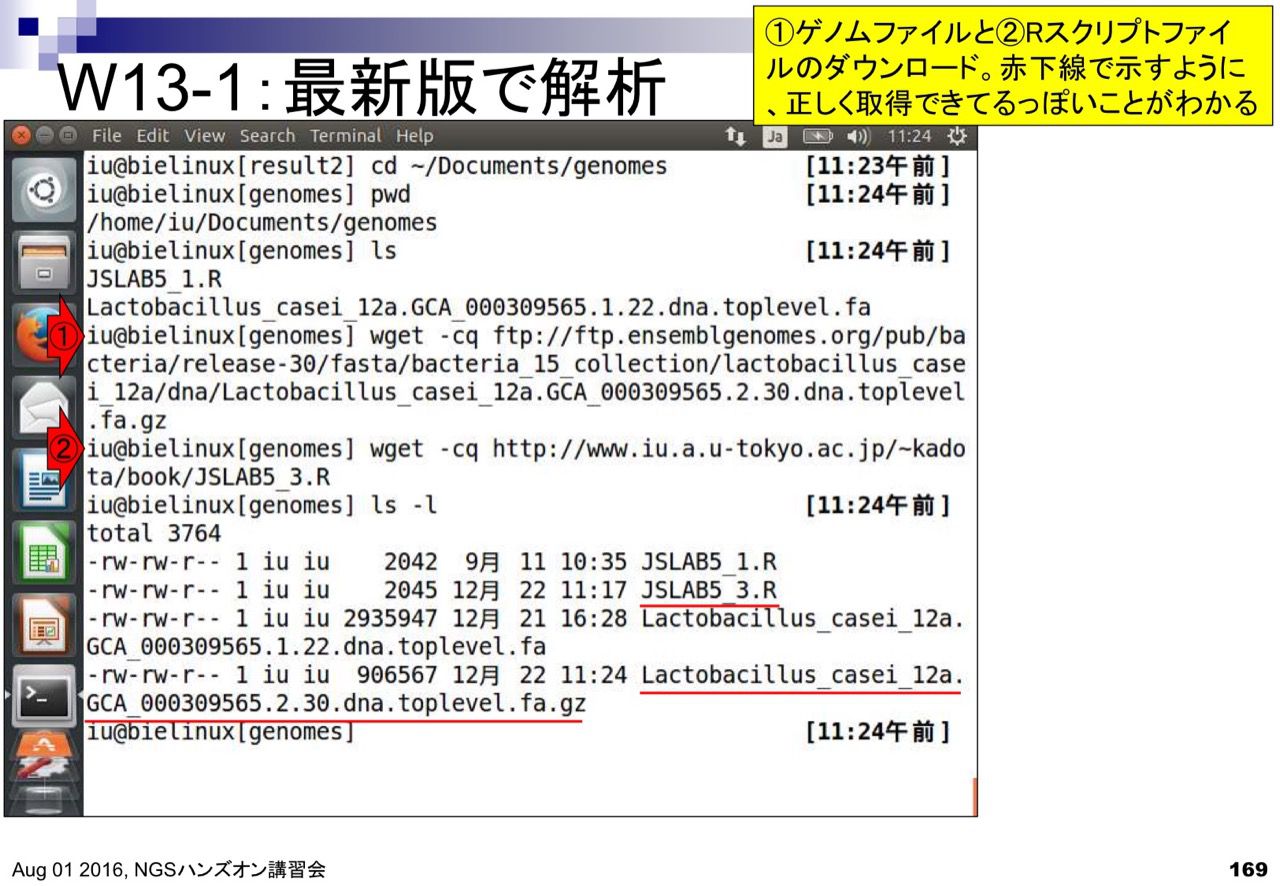 ①ゲノムファイルと②Rスクリプトファイ
ルのダウンロード。赤下線で示すように
、正しく取得できてるっぽいことがわかる
W13-1：最新版で解析
File Edit View Search Terminal Help Ja 11:24
iu@bielinux[result2] cd ~/Documents/genomes [11:23午前]
iu@bielinux[genomes] pwd [11:24午前]
/home/iu/Documents/genomes
iu@bielinux[genomes] ls [11:24午前]
JSLAB5_1.R
Lactobacillus_casei_12a.GCA_000309565.1.22.dna.toplevel.fa
① iu@bielinux[genomes] wget -cq ftp://ftp.ensemblgenomes.org/pub/ba
cteria/release-30/fasta/bacteria_15_collection/lactobacillus_case
i_12a/dna/Lactobacillus_casei_12a.GCA_000309565.2.30.dna.toplevel
.fa.gz
② iu@bielinux[genomes] wget -cq http://www.iu.a.u-tokyo.ac.jp/~kado
ta/book/JSLAB5_3.R
iu@bielinux[genomes] ls -l [11:24午前]
total 3764
-rw-rw-r-- 1 iu iu 2042 9月 11 10:35 JSLAB5_1.R
-rw-rw-r-- 1 iu iu 2045 12月 22 11:17 JSLAB5_3.R
-rw-rw-r-- 1 iu iu 2935947 12月 21 16:28 Lactobacillus_casei_12a.
GCA_000309565.1.22.dna.toplevel.fa
-rw-rw-r-- 1 iu iu 906567 12月 22 11:24 Lactobacillus_casei_12a.
GCA_000309565.2.30.dna.toplevel.fa.gz
iu@bielinux[genomes] [11:24午前]
Aug 01 2016, NGSハンズオン講習会
169